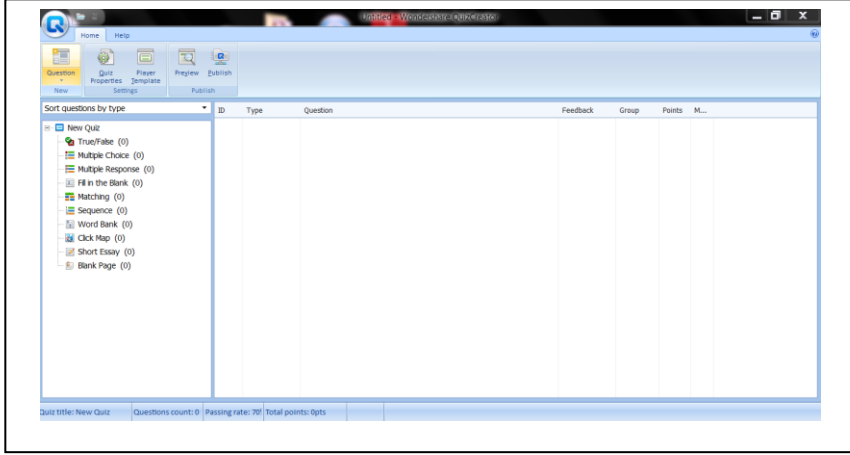 Untitled - Wondershare QuizCreator
Home Help
Question Quiz Properties Player Template Preview Publish
New Settings Publish
Sort questions by type
ID Type Question Feedback Group Points M...
New Quiz
True/False (0)
Multiple Choice (0)
Multiple Response (0)
Fill in the Blank (0)
Matching (0)
Sequence (0)
Word Bank (0)
Click Map (0)
Short Essay (0)
Blank Page (0)
Quiz title: New Quiz Questions count: 0 Passing rate: 70 Total points: 0pts